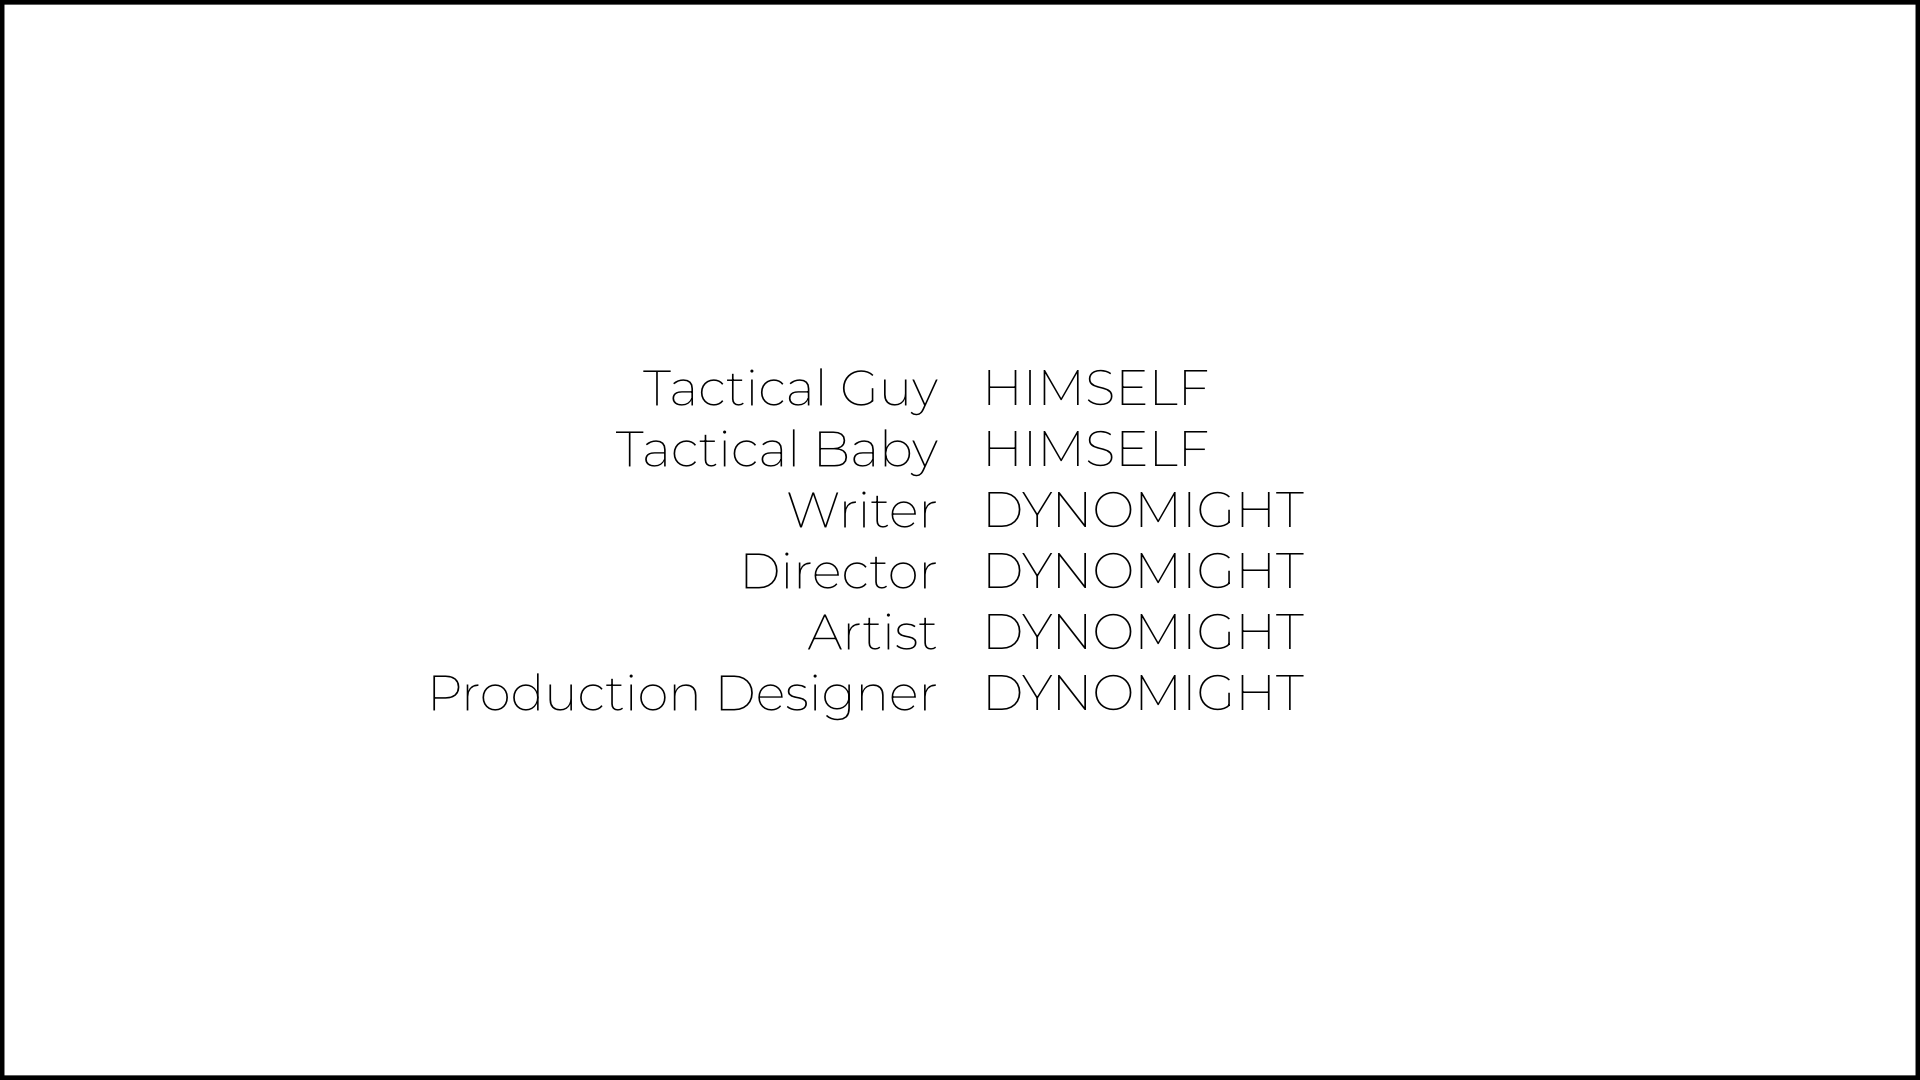 Tactical Guy HIMSELF
Tactical Baby HIMSELF
Writer DYNOMIGHT
Director DYNOMIGHT
Artist DYNOMIGHT
Production Designer DYNOMIGHT